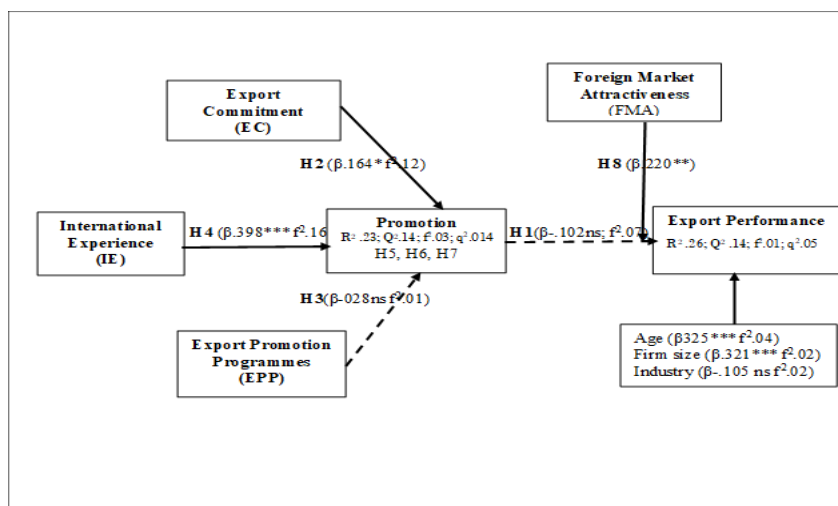 Export
Commitment
(EC)
Foreign Market
Attractiveness
(FMA)
H2 (β.164* f².12)
H8 (β.220**)
International
Experience
(IE)
H4 (β.398*** f².16
Promotion
R² .23; Q² .14; f².03; q².014
H5, H6, H7
H1(β-.102ns; f².07)
Export Performance
R² .26; Q² .14; f².01; q².05
H3(β-028ns f².01)
Export Promotion
Programmes
(EPP)
Age (β325*** f².04)
Firm size (β.321*** f².02)
Industry (β-.105 ns f².02)